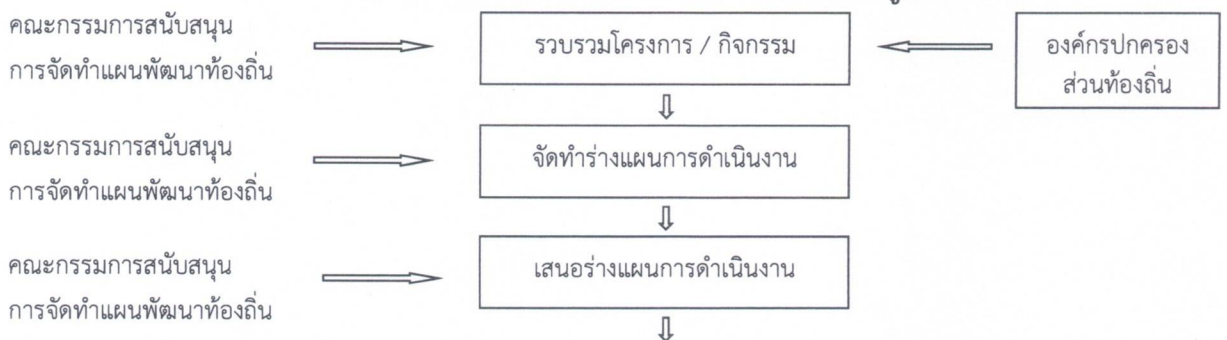 คณะกรรมการสนับสนุน
การจัดทำแผนพัฒนาท้องถิ่น
รวบรวมโครงการ / กิจกรรม
องค์กรปกครอง
ส่วนท้องถิ่น
คณะกรรมการสนับสนุน
การจัดทำแผนพัฒนาท้องถิ่น
จัดทำร่างแผนการดำเนินงาน
คณะกรรมการสนับสนุน
การจัดทำแผนพัฒนาท้องถิ่น
เสนอร่างแผนการดำเนินงาน